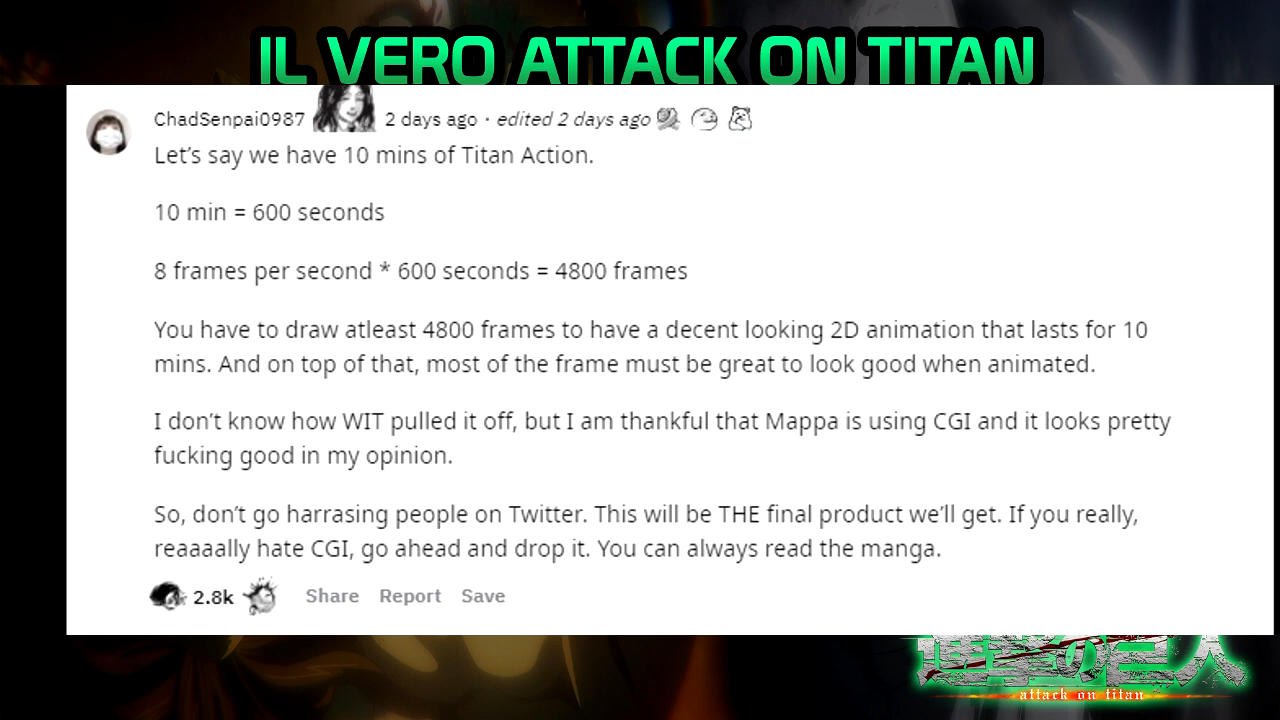 IL VERO ATTACK ON TITAN
ChadSenpai0987 2 days ago · edited 2 days ago
Let’s say we have 10 mins of Titan Action.
10 min = 600 seconds
8 frames per second * 600 seconds = 4800 frames
You have to draw atleast 4800 frames to have a decent looking 2D animation that lasts for 10
mins. And on top of that, most of the frame must be great to look good when animated.
I don’t know how WIT pulled it off, but I am thankful that Mappa is using CGI and it looks pretty
fucking good in my opinion.
So, don’t go harrasing people on Twitter. This will be THE final product we’ll get. If you really,
reaaaally hate CGI, go ahead and drop it. You can always read the manga.
2.8k Share Report Save
進撃の巨人
attack on titan